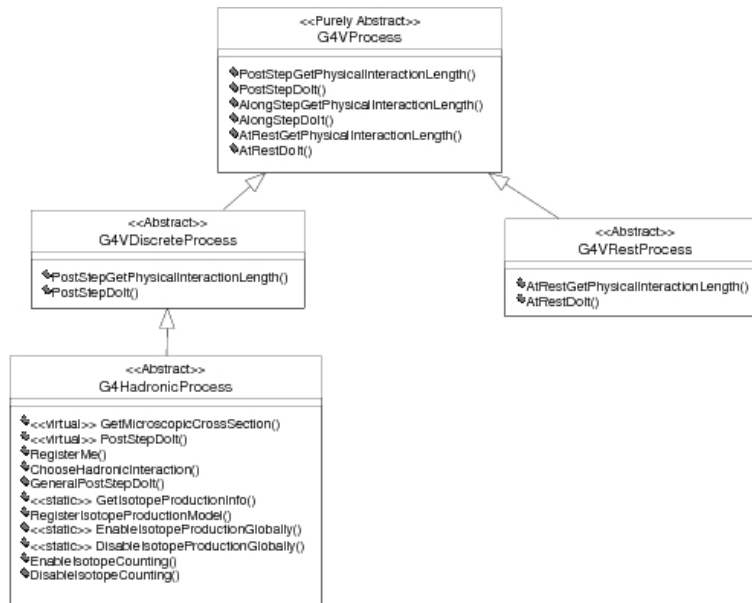 <<Purely Abstract>>
G4VProcess
PostStepGetPhysicalInteractionLength()
PostStepDoIt()
AlongStepGetPhysicalInteractionLength()
AlongStepDoIt()
AtRestGetPhysicalInteractionLength()
AtRestDoIt()
<<Abstract>>
G4VDiscreteProcess
PostStepGetPhysicalInteractionLength()
PostStepDoIt()
<<Abstract>>
G4VRestProcess
AtRestGetPhysicalInteractionLength()
AtRestDoIt()
<<Abstract>>
G4HadronicProcess
<<virtual>> GetMicroscopicCrossSection()
<<virtual>> PostStepDoIt()
RegisterMe()
ChooseHadronicInteraction()
GeneralPostStepDoIt()
<<static>> GetIsotopeProductionInfo()
RegisterIsotopeProductionModel()
<<static>> EnableIsotopeProductionGlobally()
<<static>> DisableIsotopeProductionGlobally()
EnableIsotopeCounting()
DisableIsotopeCounting()